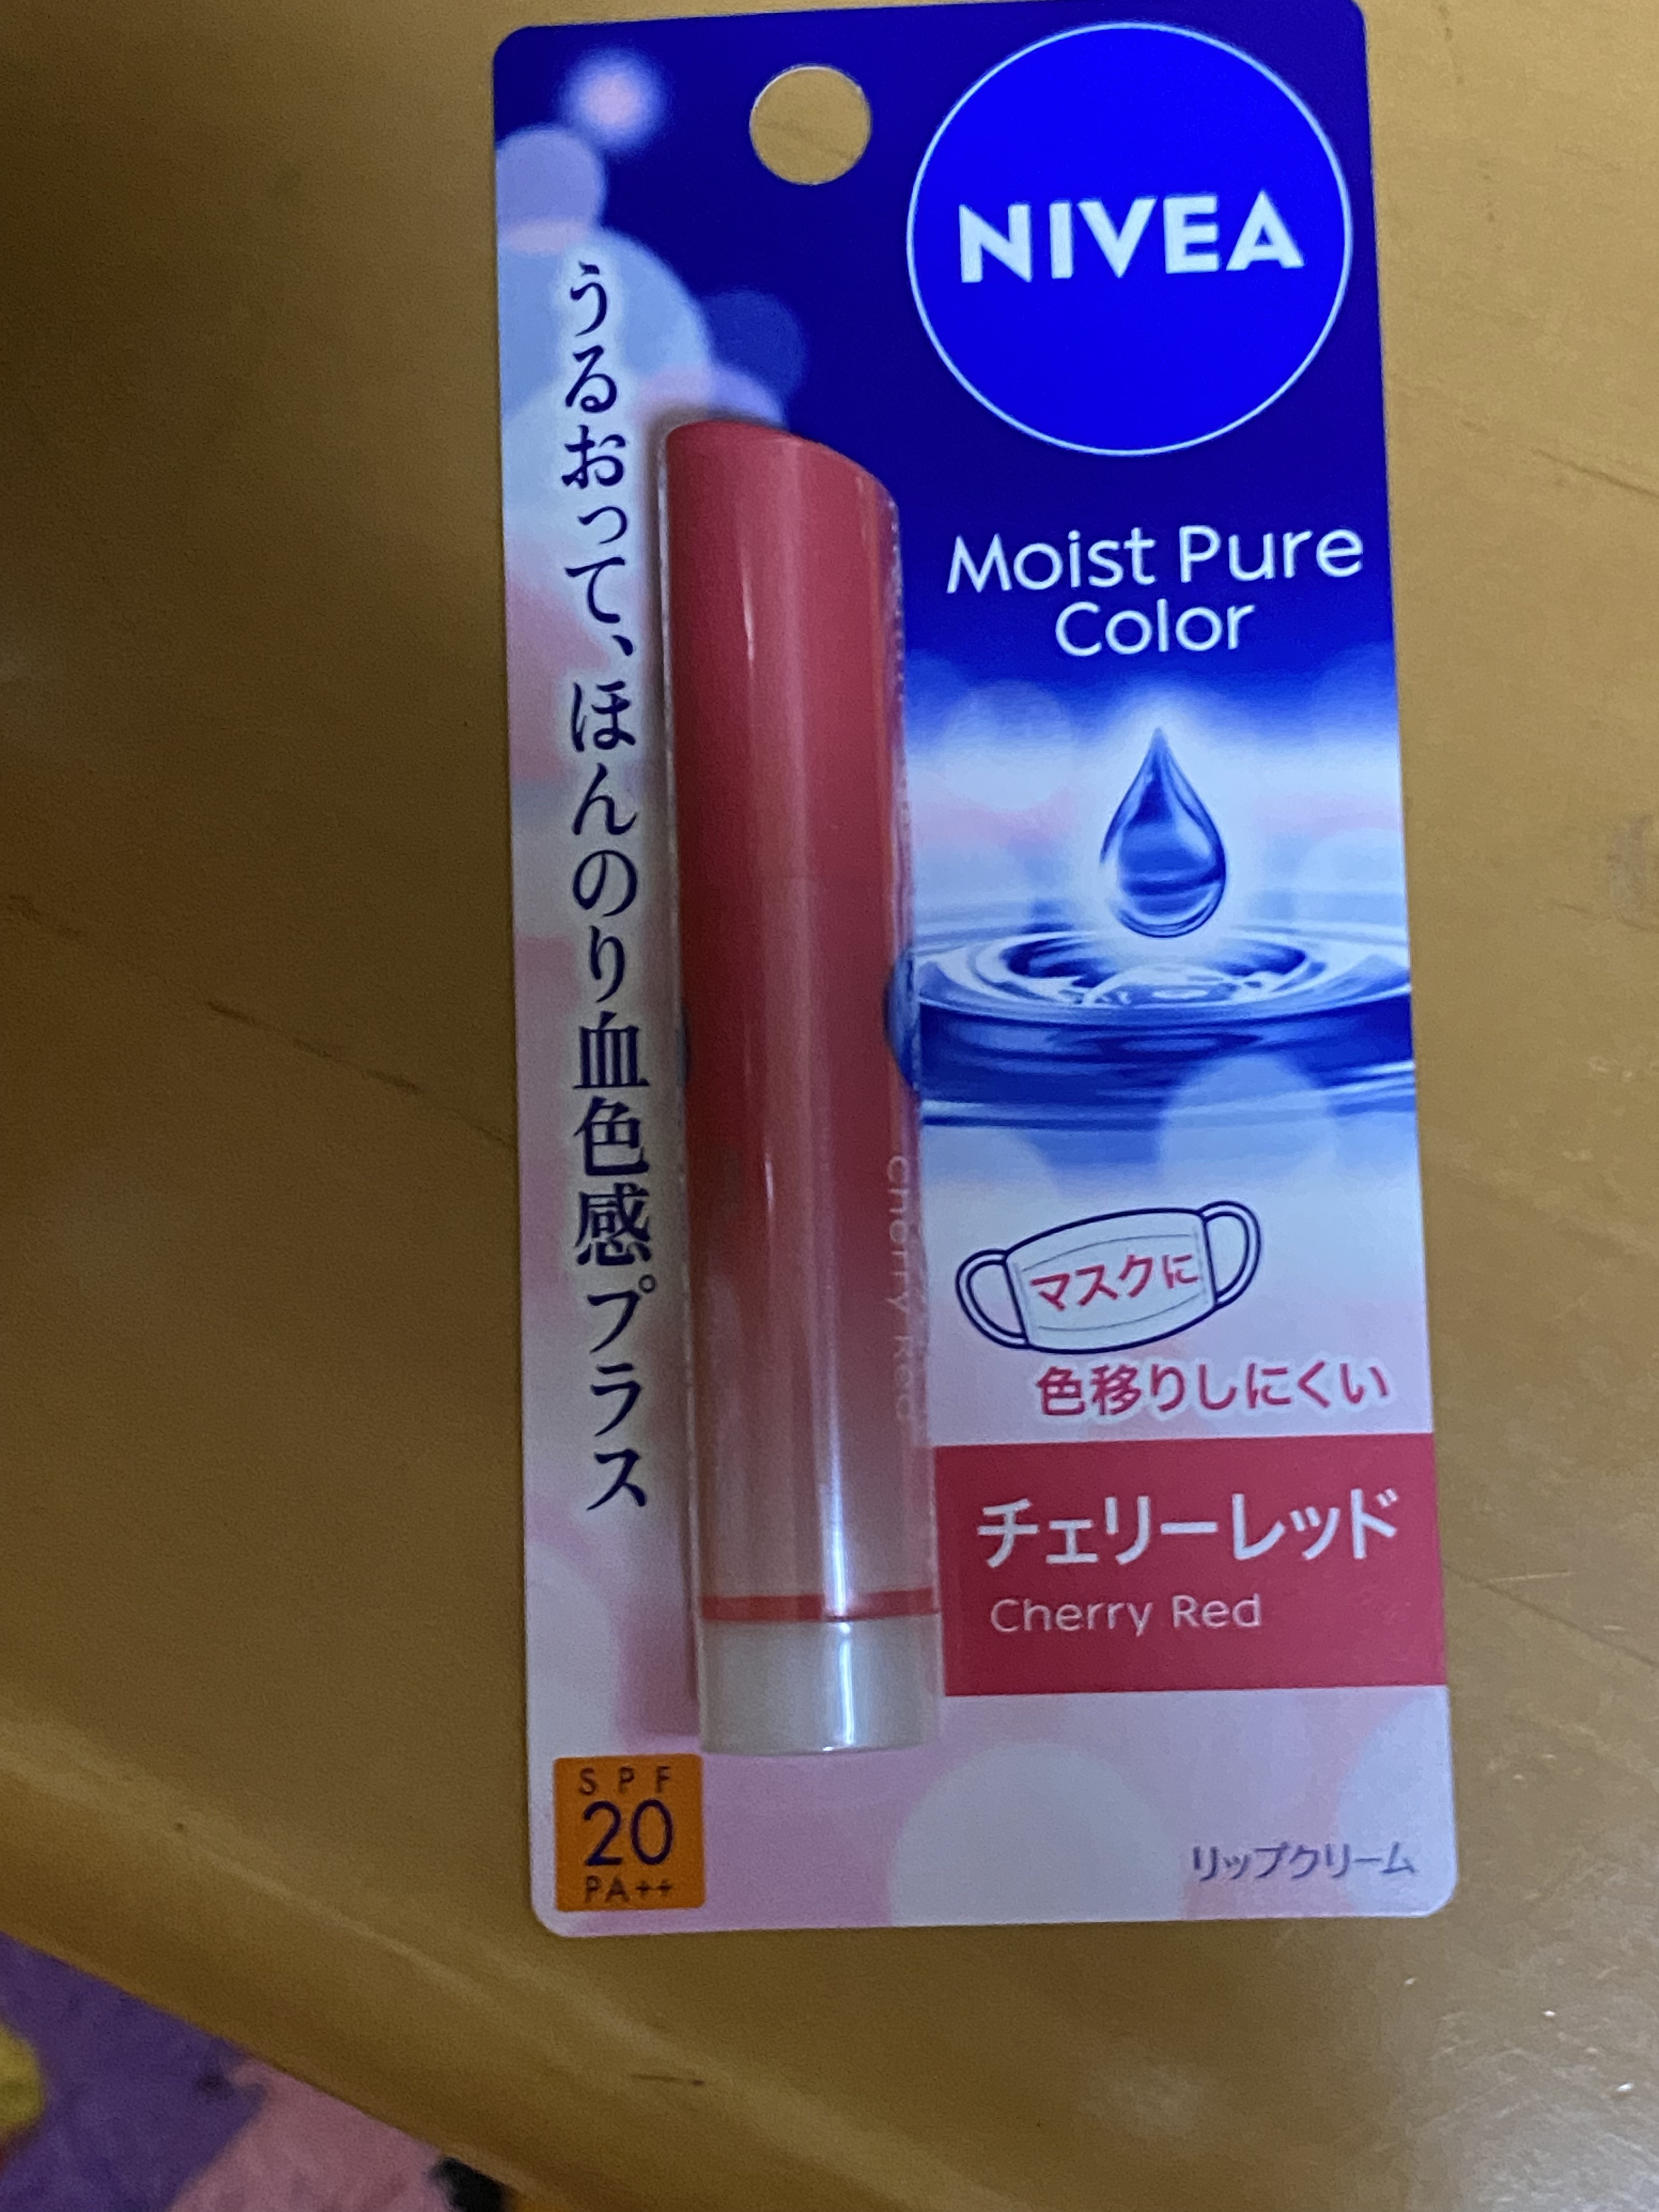 NIVEA
うるおって、ほんのり血色感プラス
Moist Pure
Color
マスクに
色移りしにくい
Cherry Red
チェリーレッド
Cherry Red
SPF
20
PA++
リップクリーム